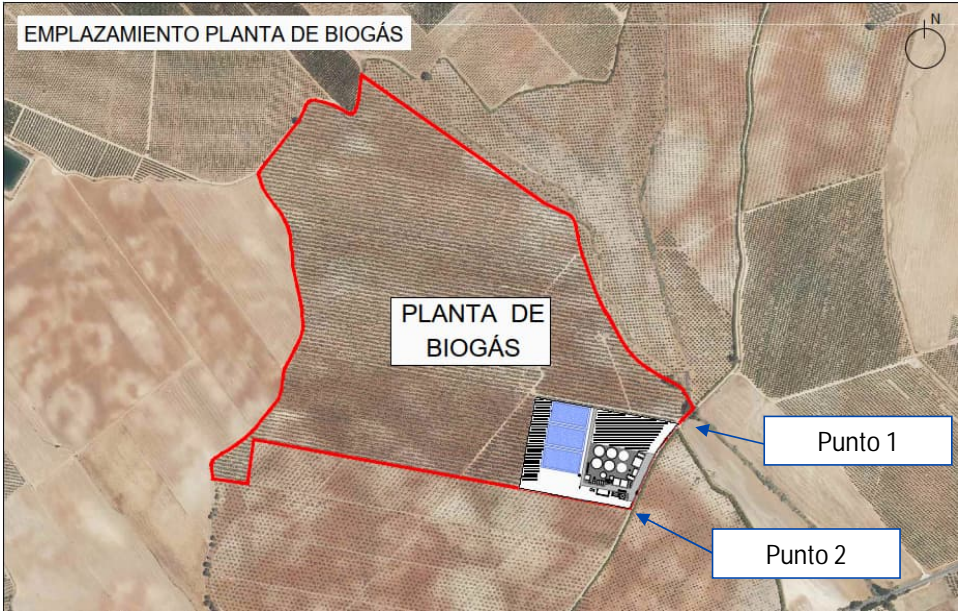 EMPLAZAMIENTO PLANTA DE BIOGÁS
N
PLANTA DE
BIOGÁS
Punto 1
Punto 2